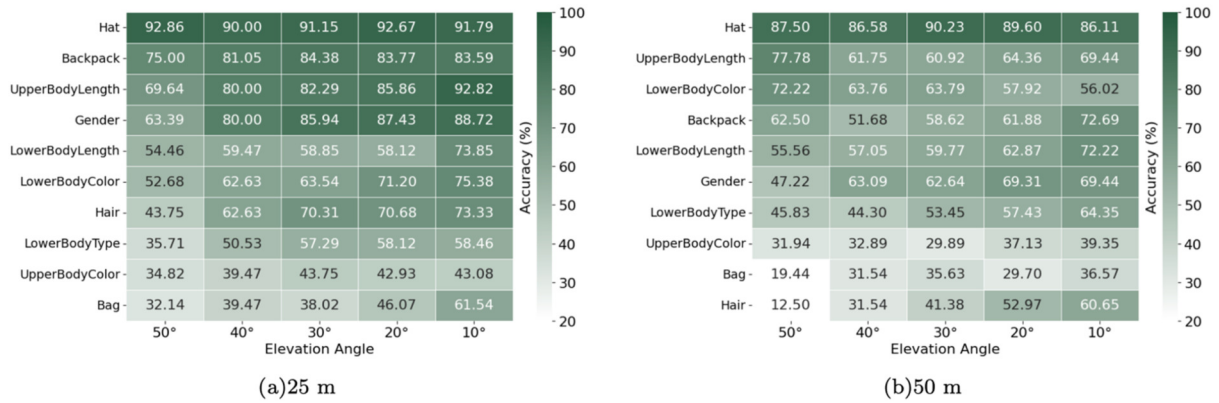 Hat 92.86 90.00 91.15 92.67 91.79
Backpack 75.00 81.05 84.38 83.77 83.59
UpperBodyLength 69.64 80.00 82.29 85.86 92.82
Gender 63.39 80.00 85.94 87.43 88.72
LowerBodyLength 54.46 59.47 58.85 58.12 73.85
LowerBodyColor 52.68 62.63 63.54 71.20 75.38
Hair 43.75 62.63 70.31 70.68 73.33
LowerBodyType 35.71 50.53 57.29 58.12 58.46
UpperBodyColor 34.82 39.47 43.75 42.93 43.08
Bag 32.14 39.47 38.02 46.07 61.54
50° 40° 30° 20° 10°
Elevation Angle
100
90
80
70
60
50
40
30
20
Accuracy (%)
(a)25 m
Hat 87.50 86.58 90.23 89.60 86.11
UpperBodyLength 77.78 61.75 60.92 64.36 69.44
LowerBodyColor 72.22 63.76 63.79 57.92 56.02
Backpack 62.50 51.68 58.62 61.88 72.69
LowerBodyLength 55.56 57.05 59.77 62.87 72.22
Gender 47.22 63.09 62.64 69.31 69.44
LowerBodyType 45.83 44.30 53.45 57.43 64.35
UpperBodyColor 31.94 32.89 29.89 37.13 39.35
Bag 19.44 31.54 35.63 29.70 36.57
Hair 12.50 31.54 41.38 52.97 60.65
50° 40° 30° 20° 10°
Elevation Angle
100
90
80
70
60
50
40
30
20
Accuracy (%)
(b)50 m